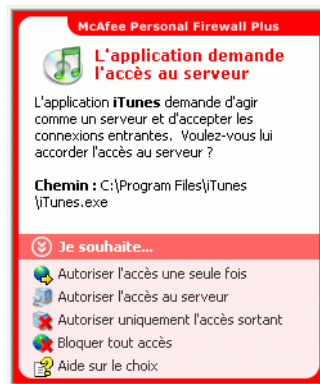 McAfee Personal Firewall Plus
L'application demande
l'accès au serveur
L'application iTunes demande d'agir
comme un serveur et d'accepter les
connexions entrantes. Voulez-vous lui
accorder l'accès au serveur ?
Chemin : C:\Program Files\iTunes
\iTunes.exe
Je souhaite...
Autoriser l'accès une seule fois
Autoriser l'accès au serveur
Autoriser uniquement l'accès sortant
Bloquer tout accès
Aide sur le choix